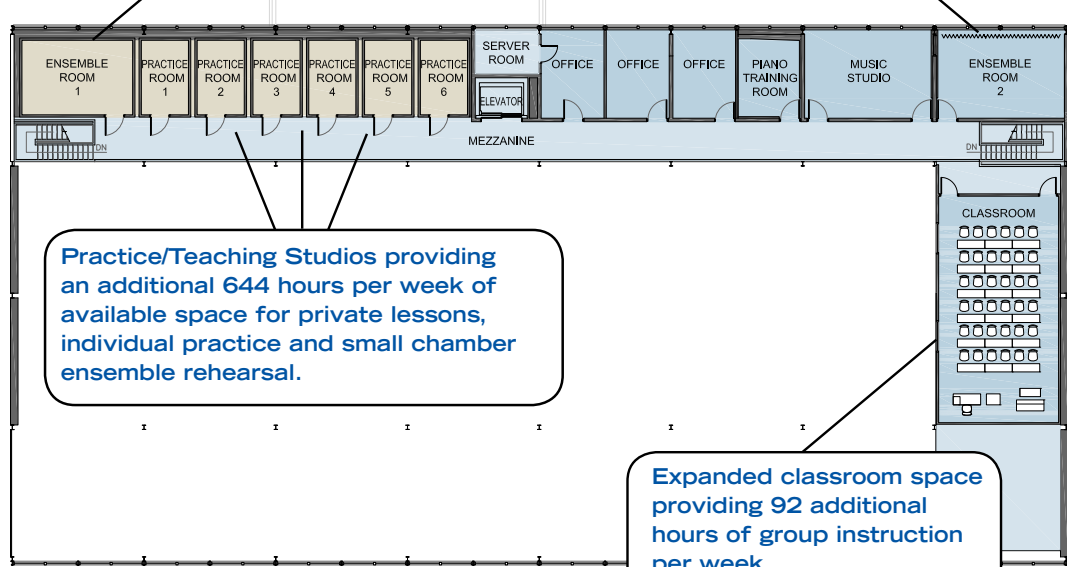 ENSEMBLE
ROOM
1
PRACTICE
ROOM
1
PRACTICE
ROOM
2
PRACTICE
ROOM
3
PRACTICE
ROOM
4
PRACTICE
ROOM
5
PRACTICE
ROOM
6
SERVER
ROOM
ELEVATOR
OFFICE
OFFICE
OFFICE
PIANO
TRAINING
ROOM
MUSIC
STUDIO
ENSEMBLE
ROOM
2
DN
MEZZANINE
DN
CLASSROOM
Practice/Teaching Studios providing
an additional 644 hours per week of
available space for private lessons,
individual practice and small chamber
ensemble rehearsal.
Expanded classroom space
providing 92 additional
hours of group instruction
per week